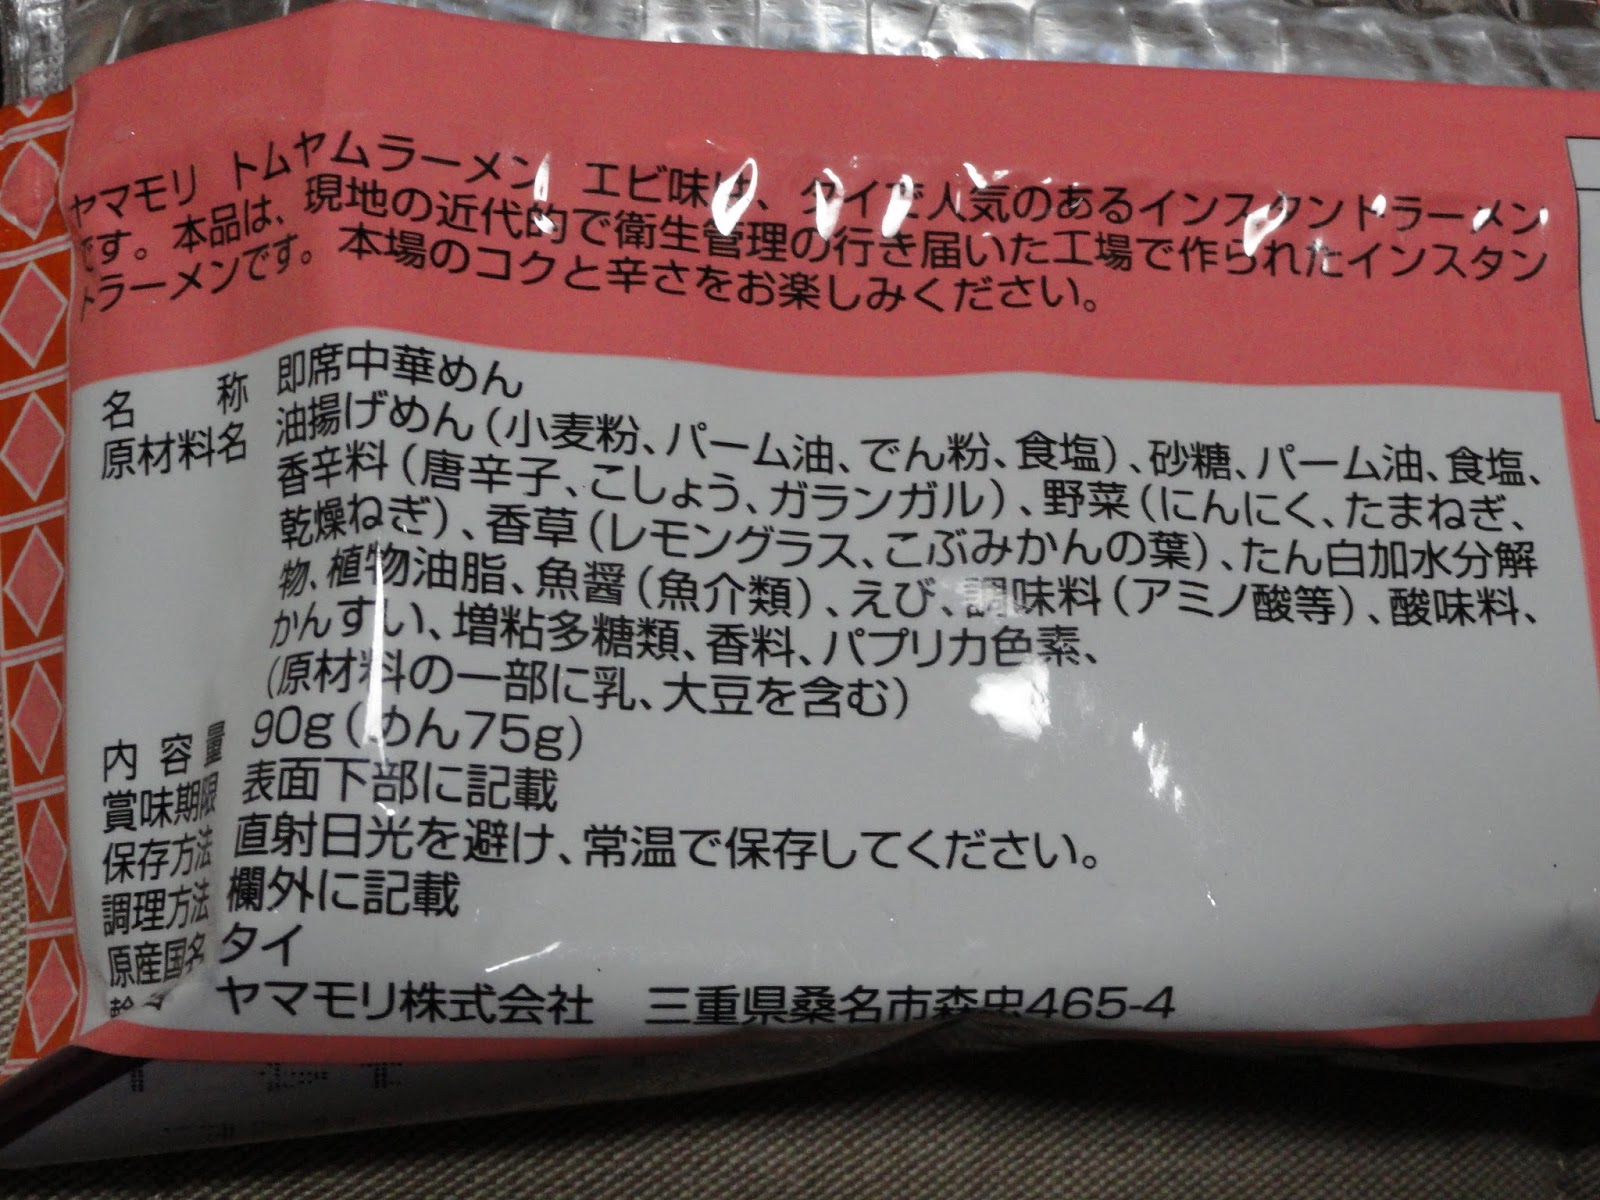 ヤマモリ トムヤムラーメン エビ味は、タイで人気のあるインスタントラーメン
です。本品は、現地の近代的で衛生管理の行き届いた工場で作られたインスタン
トラーメンです。本場のコクと辛さをお楽しみください。
名称 即席中華めん
原材料名 油揚げめん(小麦粉、パーム油、でん粉、食塩)、砂糖、パーム油、食塩、
香辛料(唐辛子、こしょう、ガランガル)、野菜(にんにく、たまねぎ、
乾燥ねぎ)、香草(レモングラス、こぶみかんの葉)、たん白加水分解
物、植物油脂、魚醤(魚介類)、えび、調味料(アミノ酸等)、酸味料、
かんすい、増粘多糖類、香料、パプリカ色素、
(原材料の一部に乳、大豆を含む)
内容量 90g(めん75g)
賞味期限 表面下部に記載
保存方法 直射日光を避け、常温で保存してください。
調理方法 欄外に記載
原産国名 タイ
ヤマモリ株式会社 三重県桑名市森忠465-4